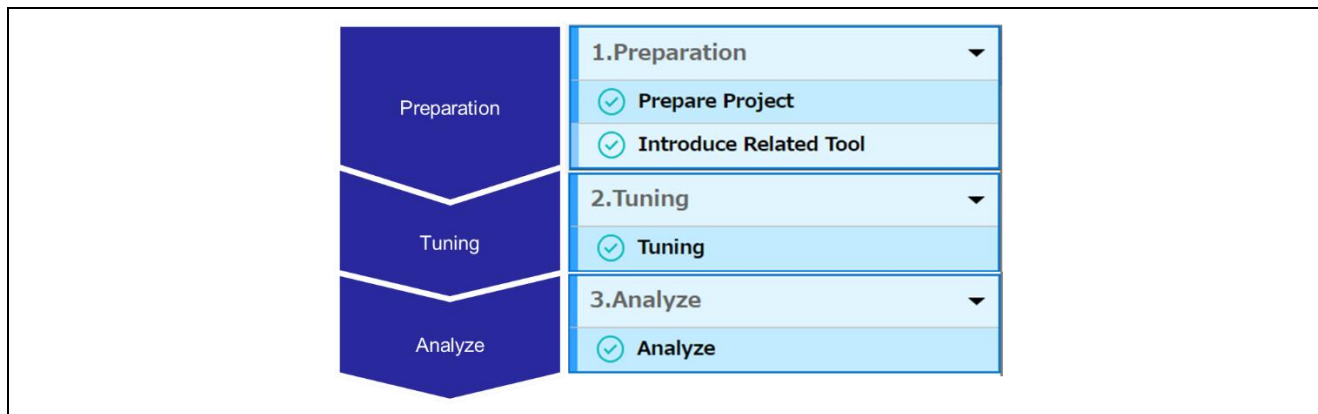 Preparation
1.Preparation
Prepare Project
Introduce Related Tool
Tuning
2.Tuning
Tuning
Analyze
3.Analyze
Analyze